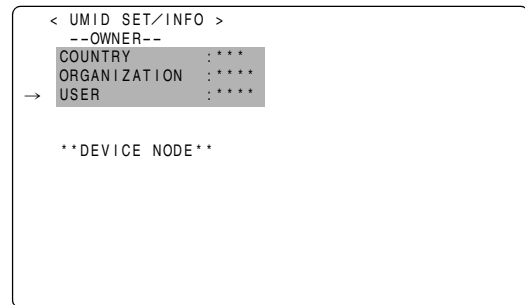 < UMID SET/INFO >
--OWNER--
COUNTRY :***
ORGANIZATION :****
→ USER :****
**DEVICE NODE**